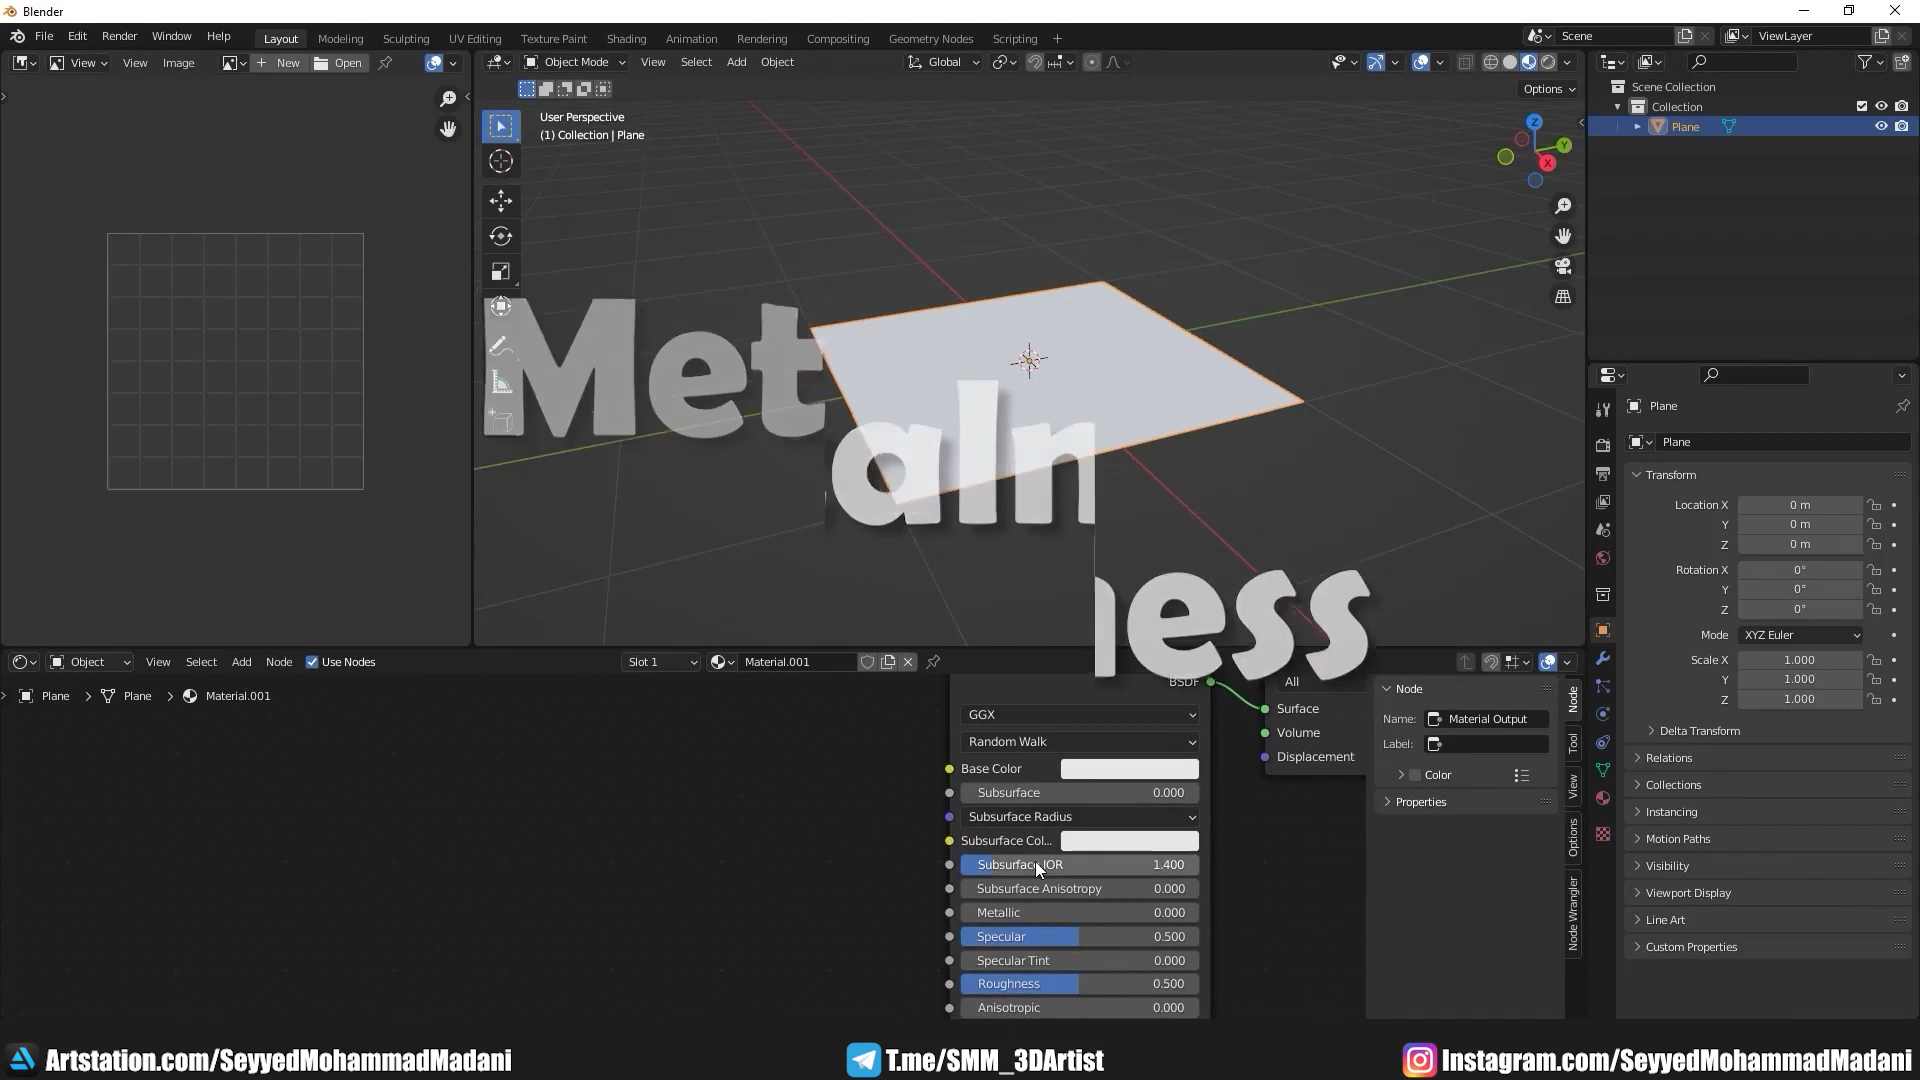 Blender
File Edit Render Window Help Layout Modeling Sculpting UV Editing Texture Paint Shading Animation Rendering Compositing Geometry Nodes Scripting + Scene ViewLayer
View View Image + New Open Object Mode View Select Add Object Global
Options
User Perspective
(1) Collection | Plane
Z
Y
X
Scene Collection
Collection
Plane
Metalness
Plane
Plane
Transform
Location X 0 m
Y 0 m
Z 0 m
Rotation X 0°
Y 0°
Z 0°
Mode XYZ Euler
Scale X 1.000
Y 1.000
Z 1.000
Delta Transform
Relations
Collections
Instancing
Motion Paths
Visibility
Viewport Display
Line Art
Custom Properties
Object View Select Add Node Use Nodes Slot 1 Material.001
Plane > Plane > Material.001
BSDF
GGX
Random Walk
Base Color
Subsurface 0.000
Subsurface Radius
Subsurface Col...
Subsurface IOR 1.400
Subsurface Anisotropy 0.000
Metallic 0.000
Specular 0.500
Specular Tint 0.000
Roughness 0.500
Anisotropic 0.000
All
Surface
Volume
Displacement
Node
Name: Material Output
Label:
Color
Properties
Node
Tool
View
Options
Node Wrangler
Artstation.com/SeyyedMohammadMadani
T.me/SMM_3DArtist
Instagram.com/SeyyedMohammadMadani